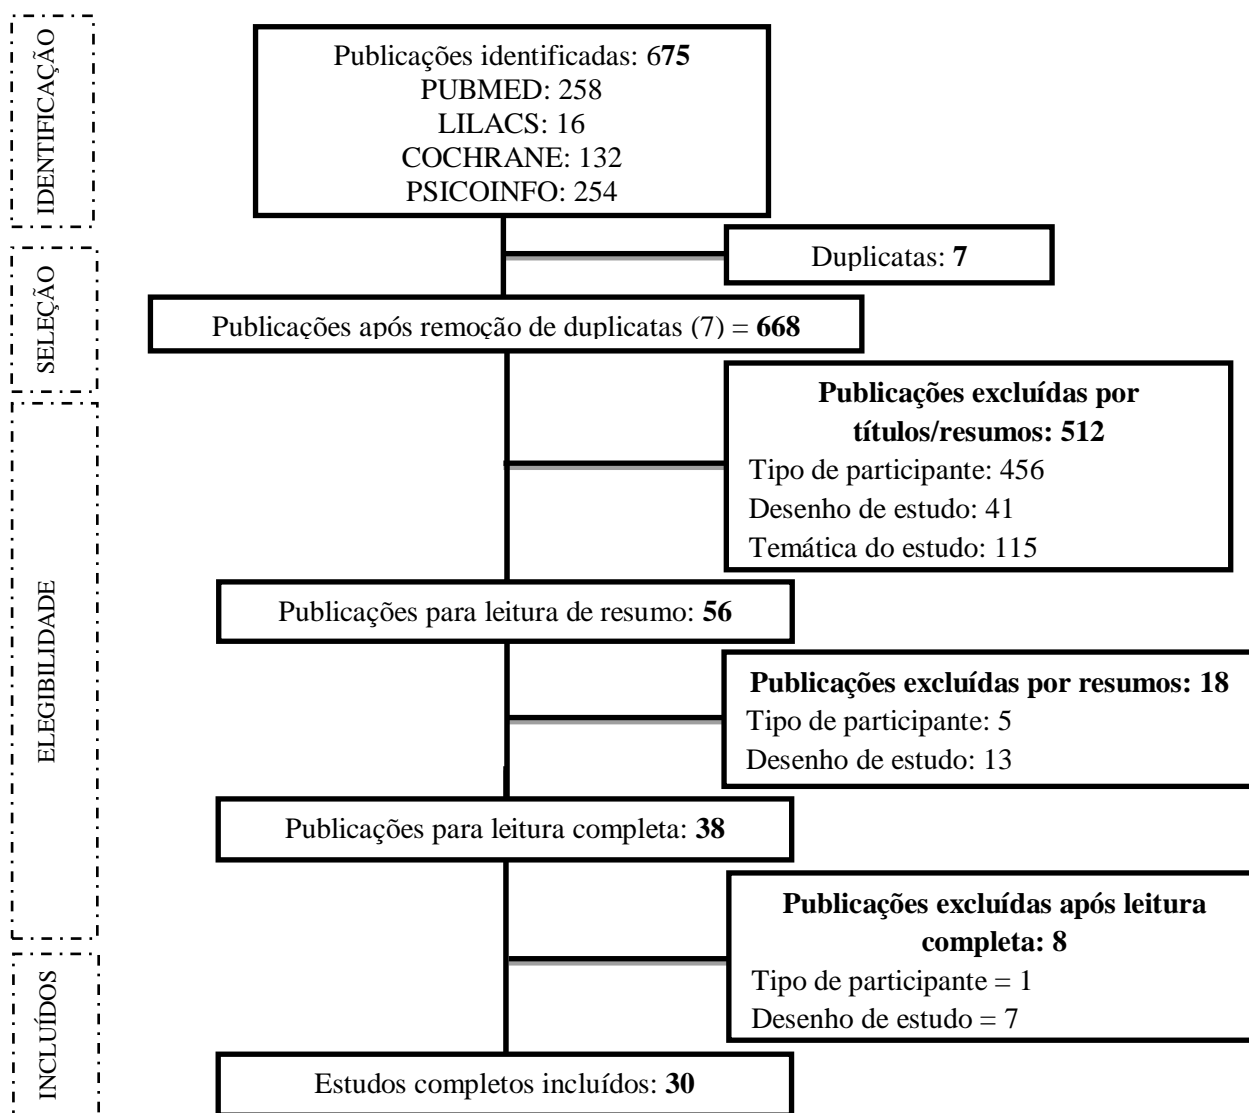 IDENTIFICAÇÃO
Publicações identificadas: 675
PUBMED: 258
LILACS: 16
COCHRANE: 132
PSICOINFO: 254
SELEÇÃO
Duplicatas: 7
Publicações após remoção de duplicatas (7) = 668
ELEGIBILIDADE
Publicações excluídas por
títulos/resumos: 512
Tipo de participante: 456
Desenho de estudo: 41
Temática do estudo: 115
Publicações para leitura de resumo: 56
Publicações excluídas por resumos: 18
Tipo de participante: 5
Desenho de estudo: 13
Publicações para leitura completa: 38
Publicações excluídas após leitura
completa: 8
Tipo de participante = 1
Desenho de estudo = 7
INCLUÍDOS
Estudos completos incluídos: 30